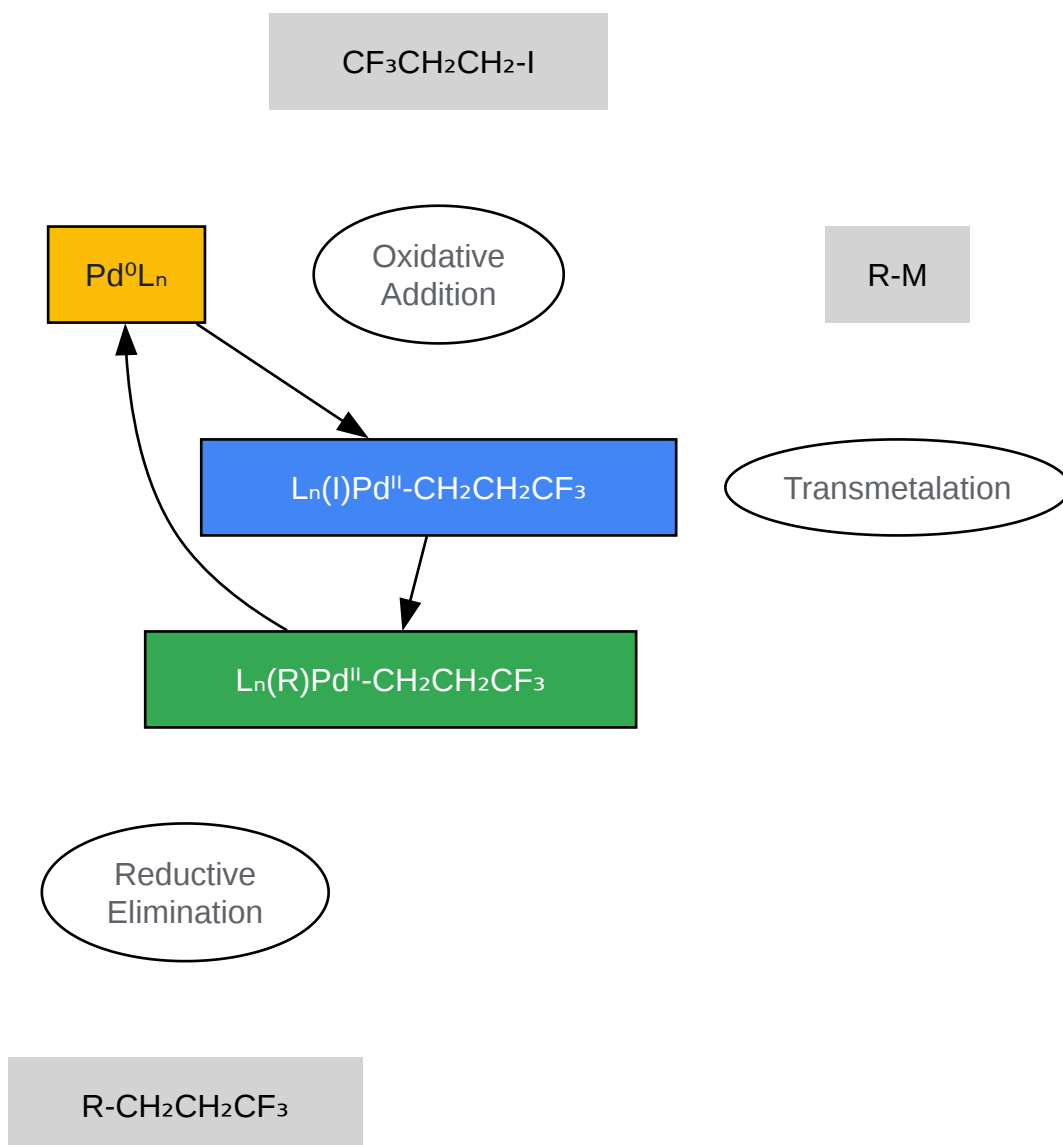 CF₃CH₂CH₂-I
Oxidative
Addition
Pd⁰Lₙ
R-M
Lₙ(I)Pdᴵᴵ-CH₂CH₂CF₃
Transmetalation
Lₙ(R)Pdᴵᴵ-CH₂CH₂CF₃
Reductive
Elimination
R-CH₂CH₂CF₃